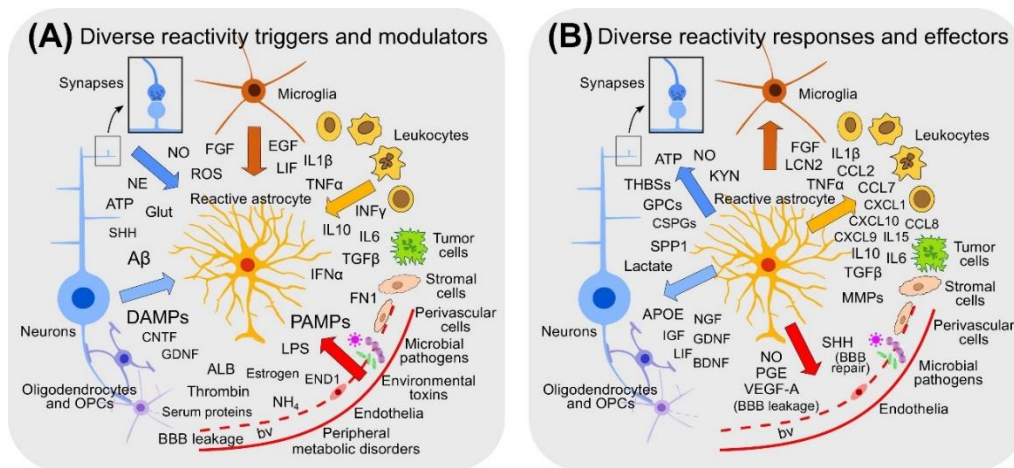 (A) Diverse reactivity triggers and modulators
Synapses
Microglia
Leukocytes
NO
FGF
EGF
LIF
IL1β
ROS
TNFα
NE
ATP
Glut
SHH
Reactive astrocyte
INFγ
IL10
IL6
TGFβ
Tumor
cells
Aβ
IFNα
FN1
Stromal
cells
Neurons
DAMPs
CNTF
GDNF
PAMPs
LPS
Perivascular
cells
Microbial
pathogens
ALB
Estrogen
END1
Environmental
toxins
Oligodendrocytes
and OPCs
Thrombin
NH4
Serum proteins
Endothelia
BBB leakage
bv
Peripheral
metabolic disorders
(B) Diverse reactivity responses and effectors
Synapses
Microglia
Leukocytes
ATP
NO
KYN
FGF
LCN2
IL1β
CCL2
TNFα
CCL7
THBSs
GPCs
CSPGs
Reactive astrocyte
CXCL1
CXCL10
CCL8
CXCL9
IL15
IL10
IL6
TGFβ
Tumor
cells
SPP1
Lactate
MMPs
Stromal
cells
Neurons
APOE
IGF
NGF
LIF
GDNF
BDNF
NO
PGE
VEGF-A
(BBB leakage)
SHH
(BBB
repair)
Perivascular
cells
Microbial
pathogens
Oligodendrocytes
and OPCs
Endothelia
bv